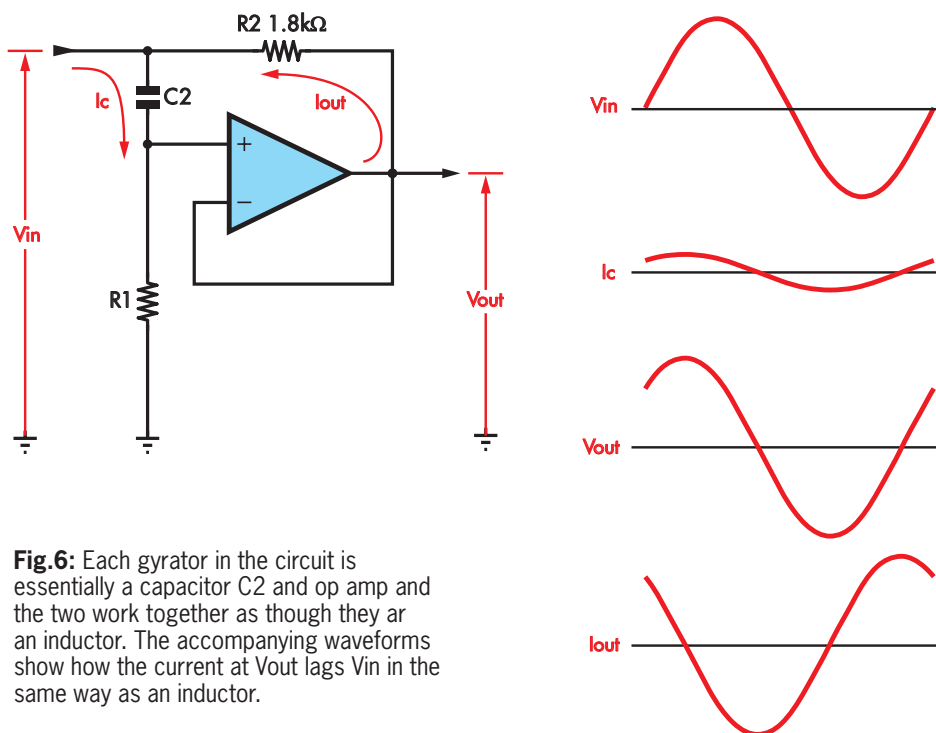 R2 1.8kΩ
Ic
C2
Iout
+
–
Vin
R1
Vout
Vin
Ic
Vout
Iout
Fig.6: Each gyrator in the circuit is
essentially a capacitor C2 and op amp and
the two work together as though they ar
an inductor. The accompanying waveforms
show how the current at Vout lags Vin in the
same way as an inductor.